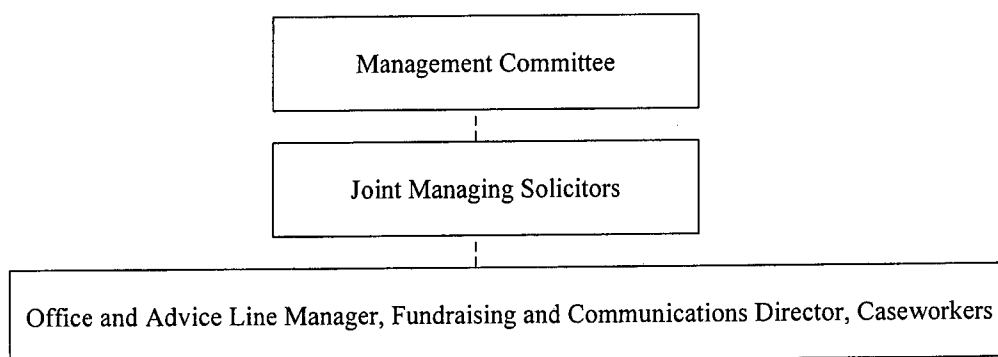 Management Committee
Joint Managing Solicitors
Office and Advice Line Manager, Fundraising and Communications Director, Caseworkers